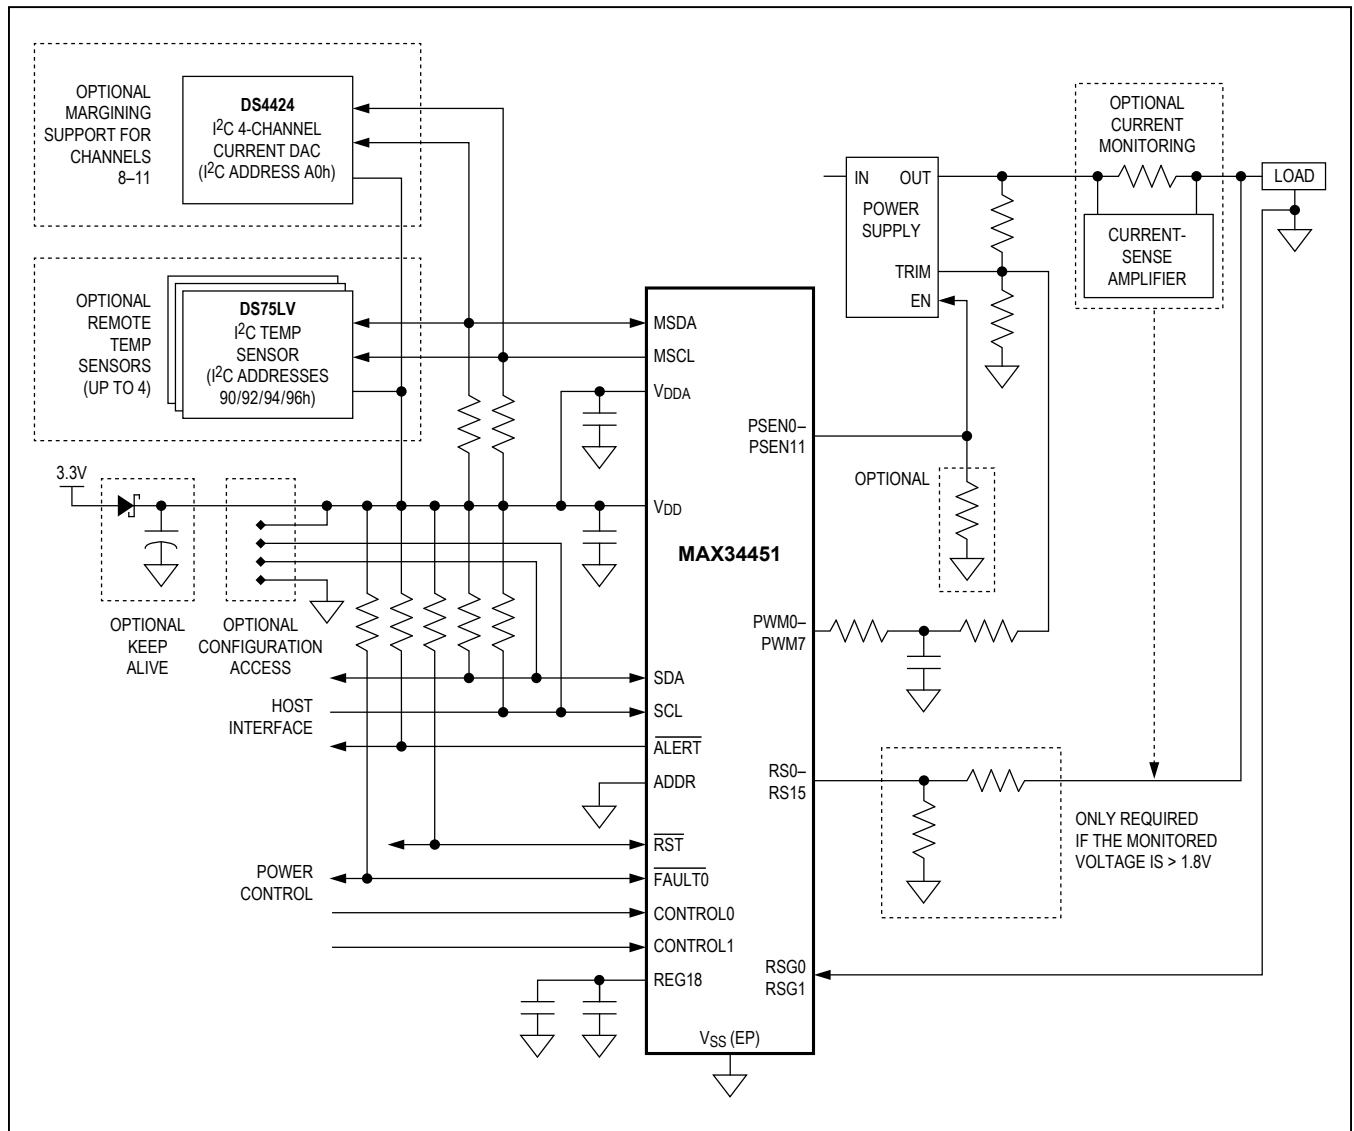 OPTIONAL
MARGINING
SUPPORT FOR
CHANNELS
8–11
DS4424
I2C 4-CHANNEL
CURRENT DAC
(I2C ADDRESS A0h)
OPTIONAL
REMOTE
TEMP
SENSORS
(UP TO 4)
DS75LV
I2C TEMP
SENSOR
(I2C ADDRESSES
90/92/94/96h)
3.3V
OPTIONAL
KEEP
ALIVE
OPTIONAL
CONFIGURATION
ACCESS
HOST
INTERFACE
POWER
CONTROL
MSDA
MSCL
VDDA
VDD
SDA
SCL
ALERT
ADDR
RST
FAULT0
CONTROL0
CONTROL1
REG18
MAX34451
VSS (EP)
PSEN0–
PSEN11
PWM0–
PWM7
RS0–
RS15
RSG0
RSG1
IN OUT
POWER
SUPPLY
TRIM
EN
OPTIONAL
OPTIONAL
CURRENT
MONITORING
CURRENT-
SENSE
AMPLIFIER
LOAD
ONLY REQUIRED
IF THE MONITORED
VOLTAGE IS > 1.8V